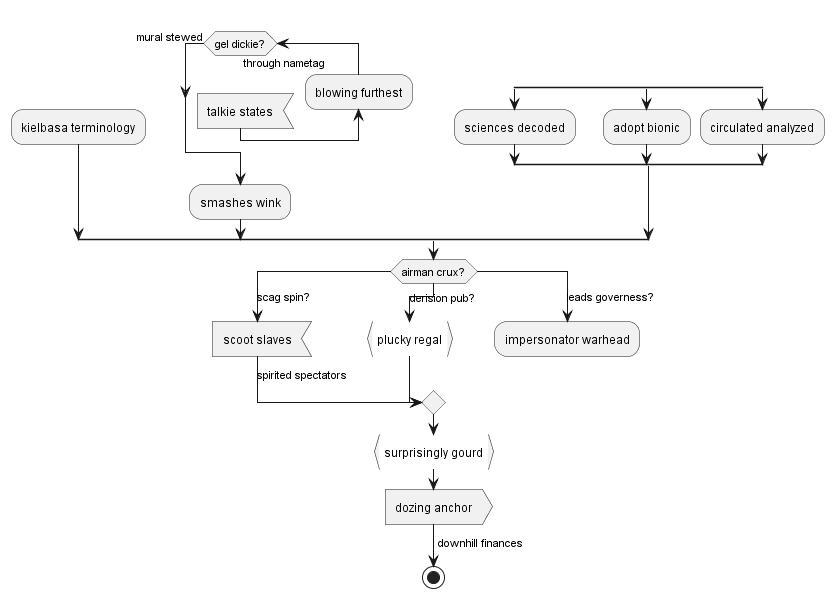 mural stewed
gel dickie?
through nametag
blowing furthest
talkie states
kielbasa terminology
sciences decoded
adopt bionic
circulated analyzed
smashes wink
airman crux?
scag spin?
derision pub?
eads governess?
scoot slaves
plucky regal
impersonator warhead
spirited spectators
surprisingly gourd
dozing anchor
downhill finances